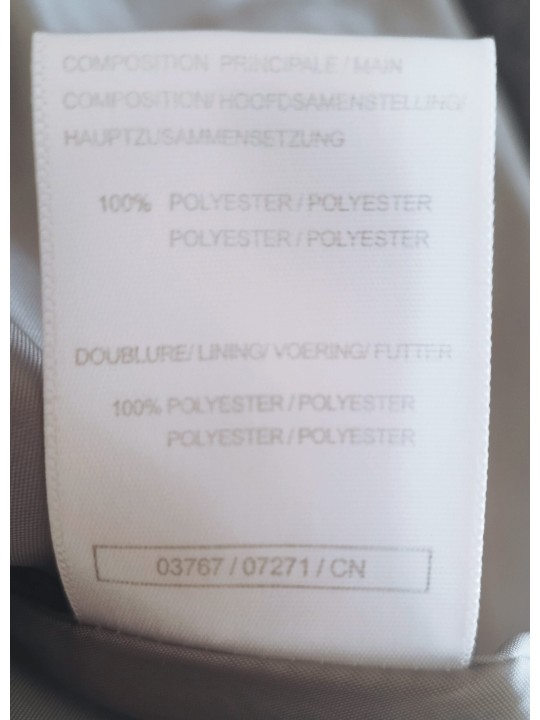 COMPOSITION PRINCIPALE / MAIN
COMPOSITION/ HOOFDSAMENSTELLING/
HAUPTZUSAMMENSETZUNG
100% POLYESTER / POLYESTER
POLYESTER / POLYESTER
DOUBLURE/ LINING/ VOERING/ FUTTER
100% POLYESTER / POLYESTER
POLYESTER / POLYESTER
03767 / 07271 / CN